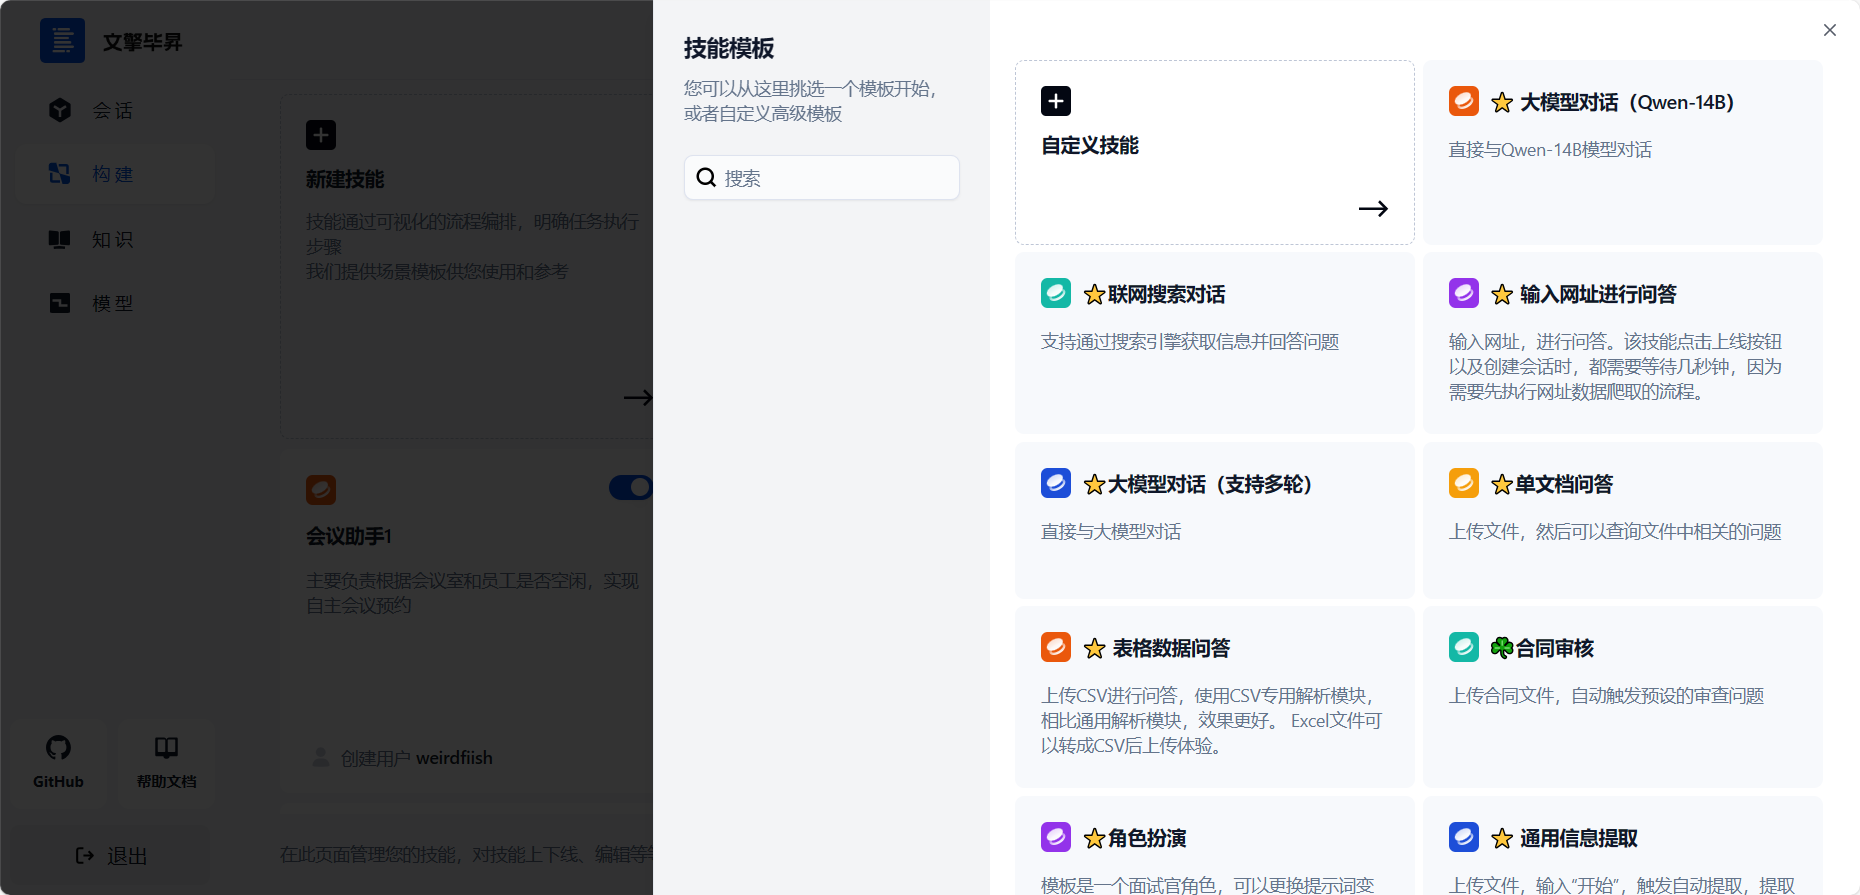 文擎毕昇
会话
构建
知识
模型
GitHub
帮助文档
退出
新建技能
技能通过可视化的流程编排，明确任务执行
步骤
我们提供场景模板供您使用和参考
会议助手1
主要负责根据会议室和员工是否空闲，实现
自主会议预约
创建用户 weirdfiish
在此页面管理您的技能，对技能上下线、编辑等
技能模板
您可以从这里挑选一个模板开始，
或者自定义高级模板
搜索
自定义技能
⭐ 大模型对话（Qwen-14B）
直接与Qwen-14B模型对话
⭐联网搜索对话
支持通过搜索引擎获取信息并回答问题
⭐ 输入网址进行问答
输入网址，进行问答。该技能点击上线按钮
以及创建会话时，都需要等待几秒钟，因为
需要先执行网址数据爬取的流程。
⭐大模型对话（支持多轮）
直接与大模型对话
⭐单文档问答
上传文件，然后可以查询文件中相关的问题
⭐ 表格数据问答
上传CSV进行问答，使用CSV专用解析模块，
相比通用解析模块，效果更好。 Excel文件可
以转成CSV后上传体验。
☘️合同审核
上传合同文件，自动触发预设的审查问题
⭐角色扮演
模板是一个面试官角色，可以更换提示词变
⭐ 通用信息提取
上传文件，输入“开始”，触发自动提取，提取